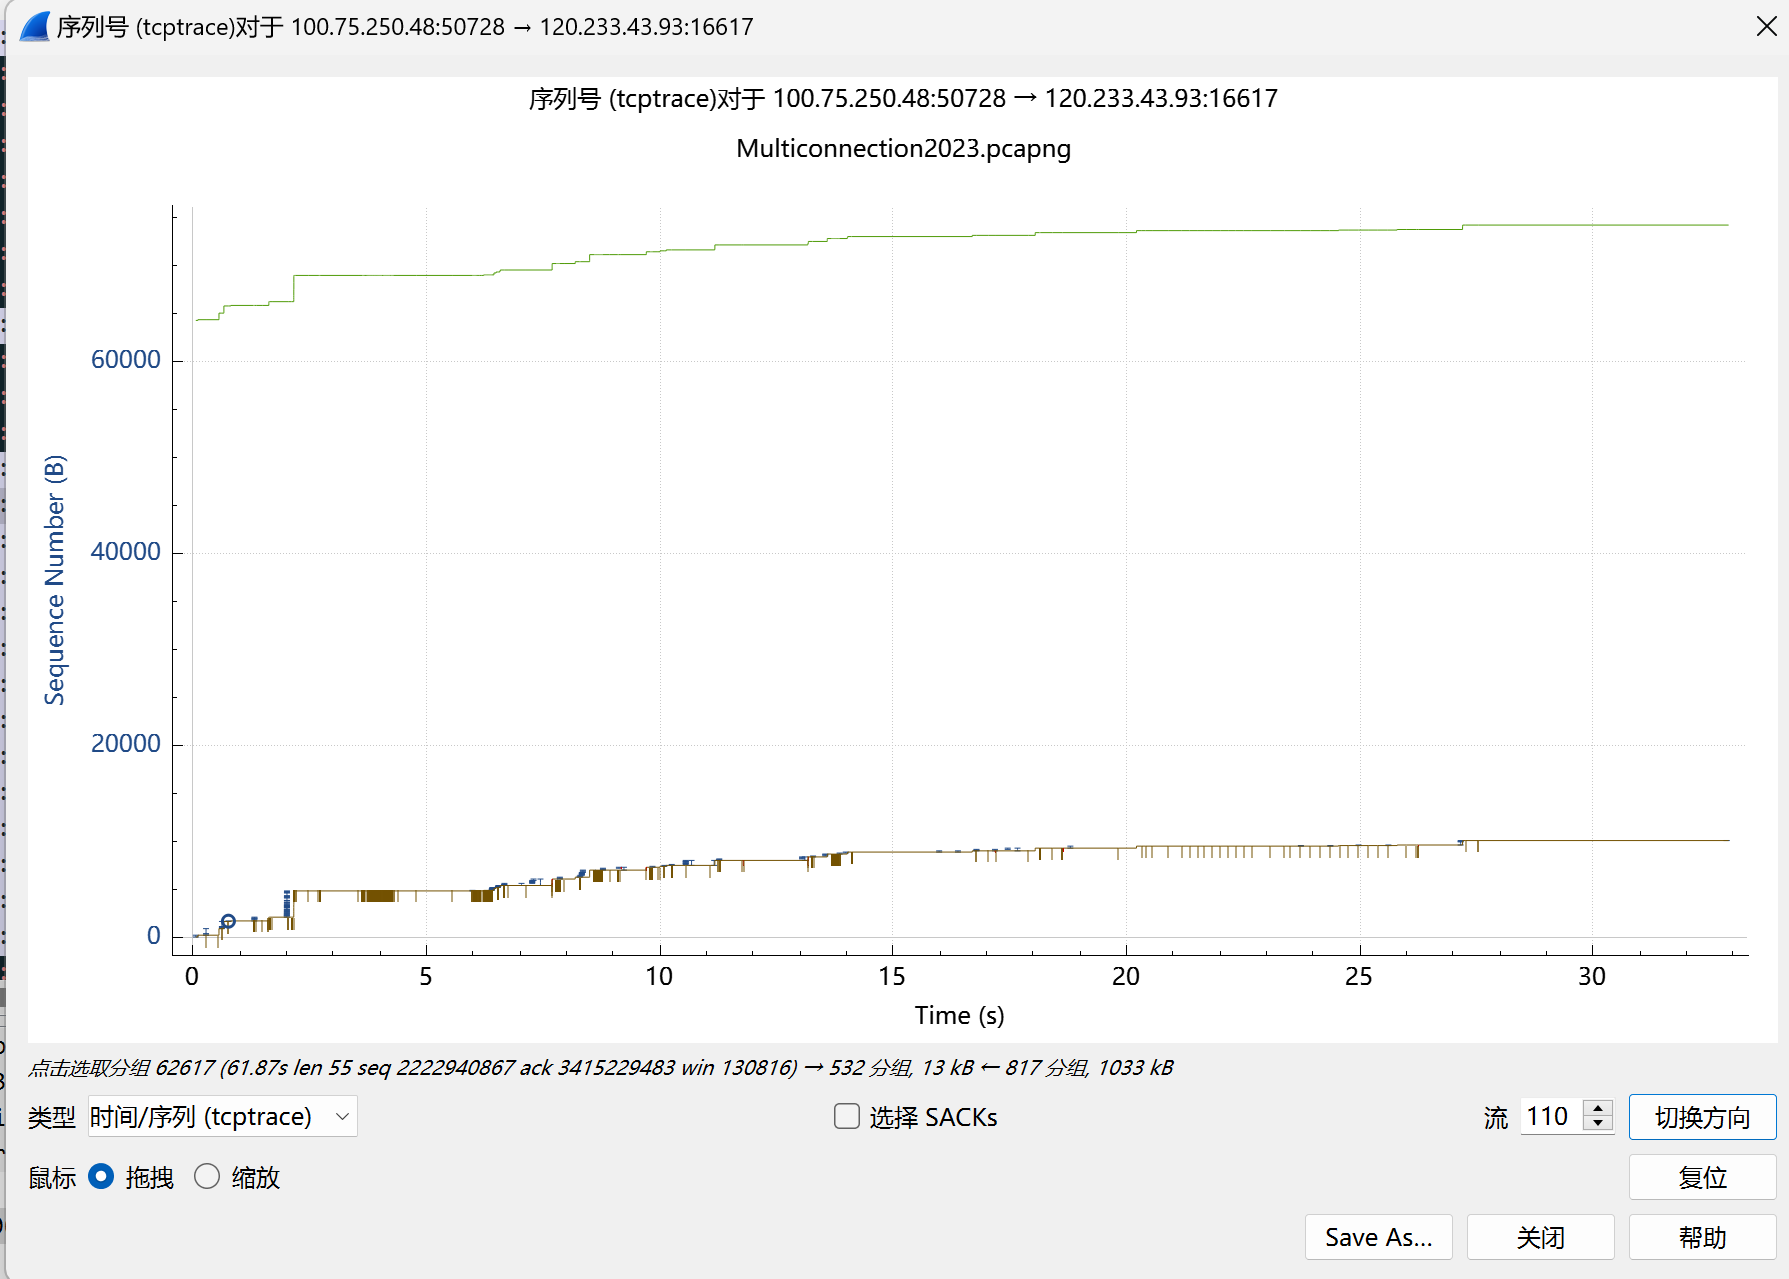 序列号 (tcptrace)对于 100.75.250.48:50728 → 120.233.43.93:16617
序列号 (tcptrace)对于 100.75.250.48:50728 → 120.233.43.93:16617
Multiconnection2023.pcapng
Sequence Number (B)
60000
40000
20000
0
0 5 10 15 20 25 30
Time (s)
点击选取分组 62617 (61.87s len 55 seq 2222940867 ack 3415229483 win 130816) → 532 分组, 13 kB ← 817 分组, 1033 kB
类型 时间/序列 (tcptrace) 选择 SACKs 流 110 切换方向
鼠标 拖拽 缩放 复位
Save As... 关闭 帮助